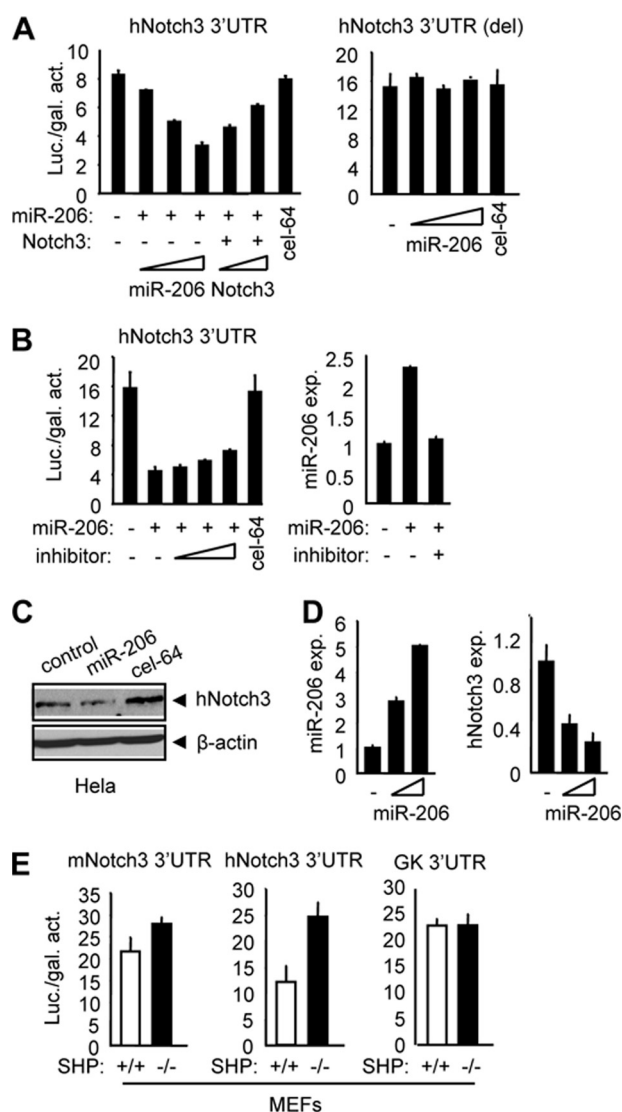 A
hNotch3 3'UTR
hNotch3 3'UTR (del)
Luc./gal. act.
10
8
6
4
2
0
20
16
12
8
4
0
miR-206: - + + + + +
Notch3: - - - - + +
cel-64
miR-206 Notch3
-
miR-206
cel-64
B
hNotch3 3'UTR
Luc./gal. act.
20
16
12
8
4
0
miR-206 exp.
2.5
2
1.5
1
0.5
0
miR-206: - + + + +
inhibitor: - -
cel-64
miR-206: - + +
inhibitor: - - +
C
control
miR-206
cel-64
hNotch3
β-actin
Hela
D
miR-206 exp.
6
5
4
3
2
1
0
-
miR-206
hNotch3 exp.
1.2
0.8
0.4
0
-
miR-206
E
mNotch3 3'UTR
hNotch3 3'UTR
GK 3'UTR
Luc./gal. act.
35
30
25
20
15
10
5
0
30
25
20
15
10
5
0
30
25
20
15
10
5
0
SHP: +/+ -/-
SHP: +/+ -/-
SHP: +/+ -/-
MEFs